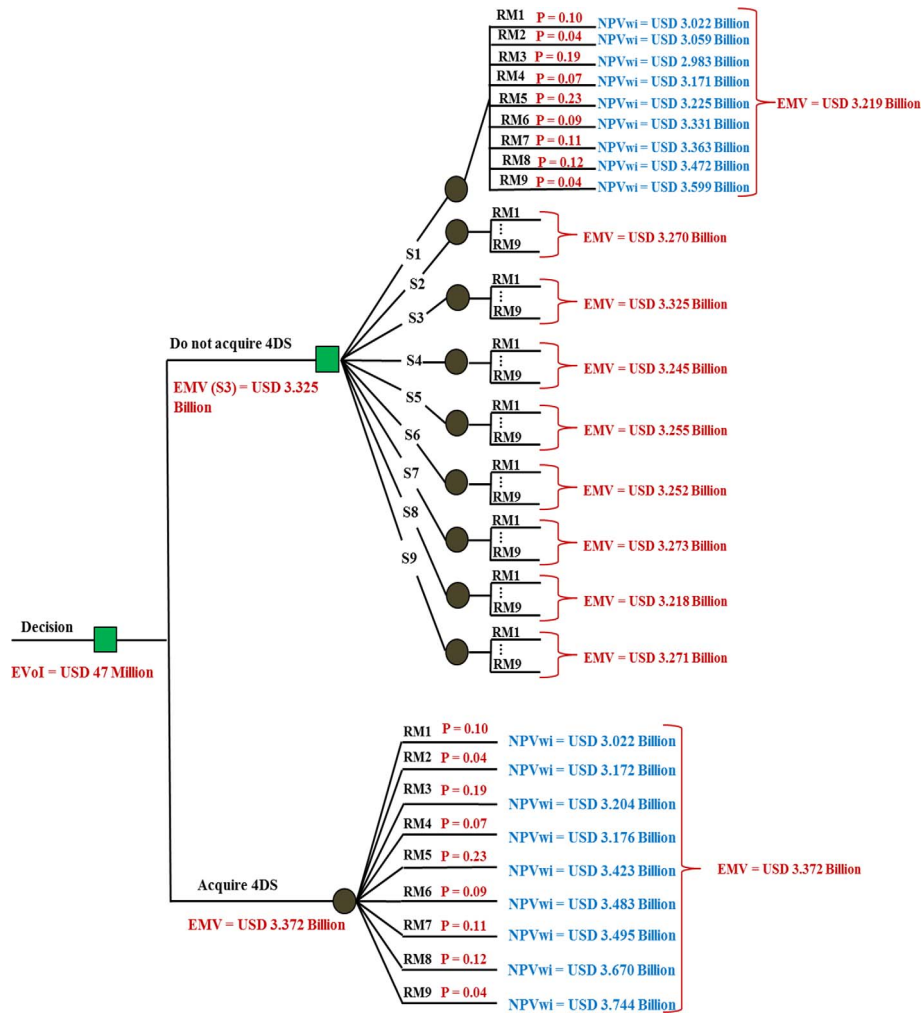 RM1 P = 0.10 NPVwi = USD 3.022 Billion
RM2 P = 0.04 NPVwi = USD 3.059 Billion
RM3 P = 0.19 NPVwi = USD 2.983 Billion
RM4 P = 0.07 NPVwi = USD 3.171 Billion
RM5 P = 0.23 NPVwi = USD 3.225 Billion
EMV = USD 3.219 Billion
RM6 P = 0.09 NPVwi = USD 3.331 Billion
RM7 P = 0.11 NPVwi = USD 3.363 Billion
RM8 P = 0.12 NPVwi = USD 3.472 Billion
RM9 P = 0.04 NPVwi = USD 3.599 Billion
S1
RM1
⋮
RM9
EMV = USD 3.270 Billion
S2
RM1
⋮
RM9
EMV = USD 3.325 Billion
S3
Do not acquire 4DS
EMV (S3) = USD 3.325
Billion
S4
RM1
⋮
RM9
EMV = USD 3.245 Billion
S5
RM1
⋮
RM9
EMV = USD 3.255 Billion
S6
RM1
⋮
RM9
EMV = USD 3.252 Billion
S7
RM1
⋮
RM9
EMV = USD 3.273 Billion
S8
RM1
⋮
RM9
EMV = USD 3.218 Billion
S9
RM1
⋮
RM9
EMV = USD 3.271 Billion
Decision
EVoI = USD 47 Million
RM1 P = 0.10 NPVwi = USD 3.022 Billion
RM2 P = 0.04 NPVwi = USD 3.172 Billion
RM3 P = 0.19 NPVwi = USD 3.204 Billion
RM4 P = 0.07 NPVwi = USD 3.176 Billion
RM5 P = 0.23 NPVwi = USD 3.423 Billion
EMV = USD 3.372 Billion
RM6 P = 0.09 NPVwi = USD 3.483 Billion
RM7 P = 0.11 NPVwi = USD 3.495 Billion
RM8 P = 0.12 NPVwi = USD 3.670 Billion
RM9 P = 0.04 NPVwi = USD 3.744 Billion
Acquire 4DS
EMV = USD 3.372 Billion